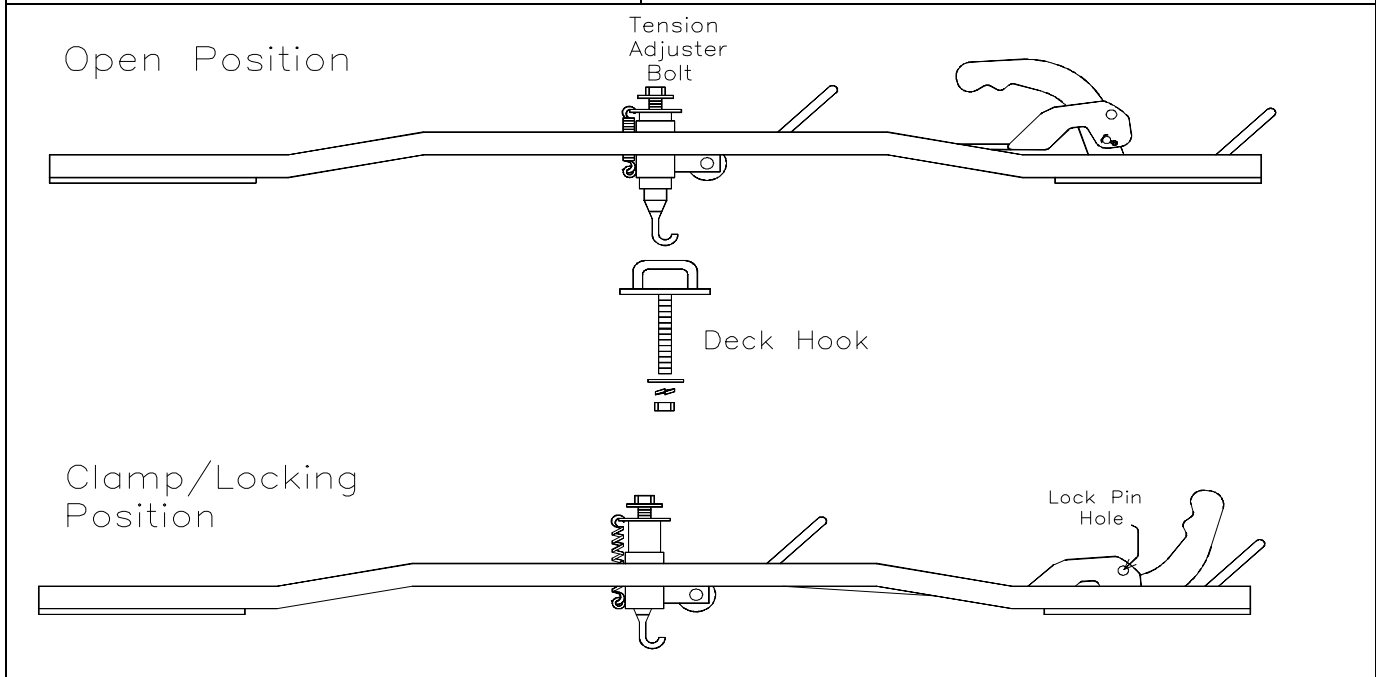 Open Position
Tension
Adjuster
Bolt
Deck Hook
Clamp/Locking
Position
Lock Pin
Hole